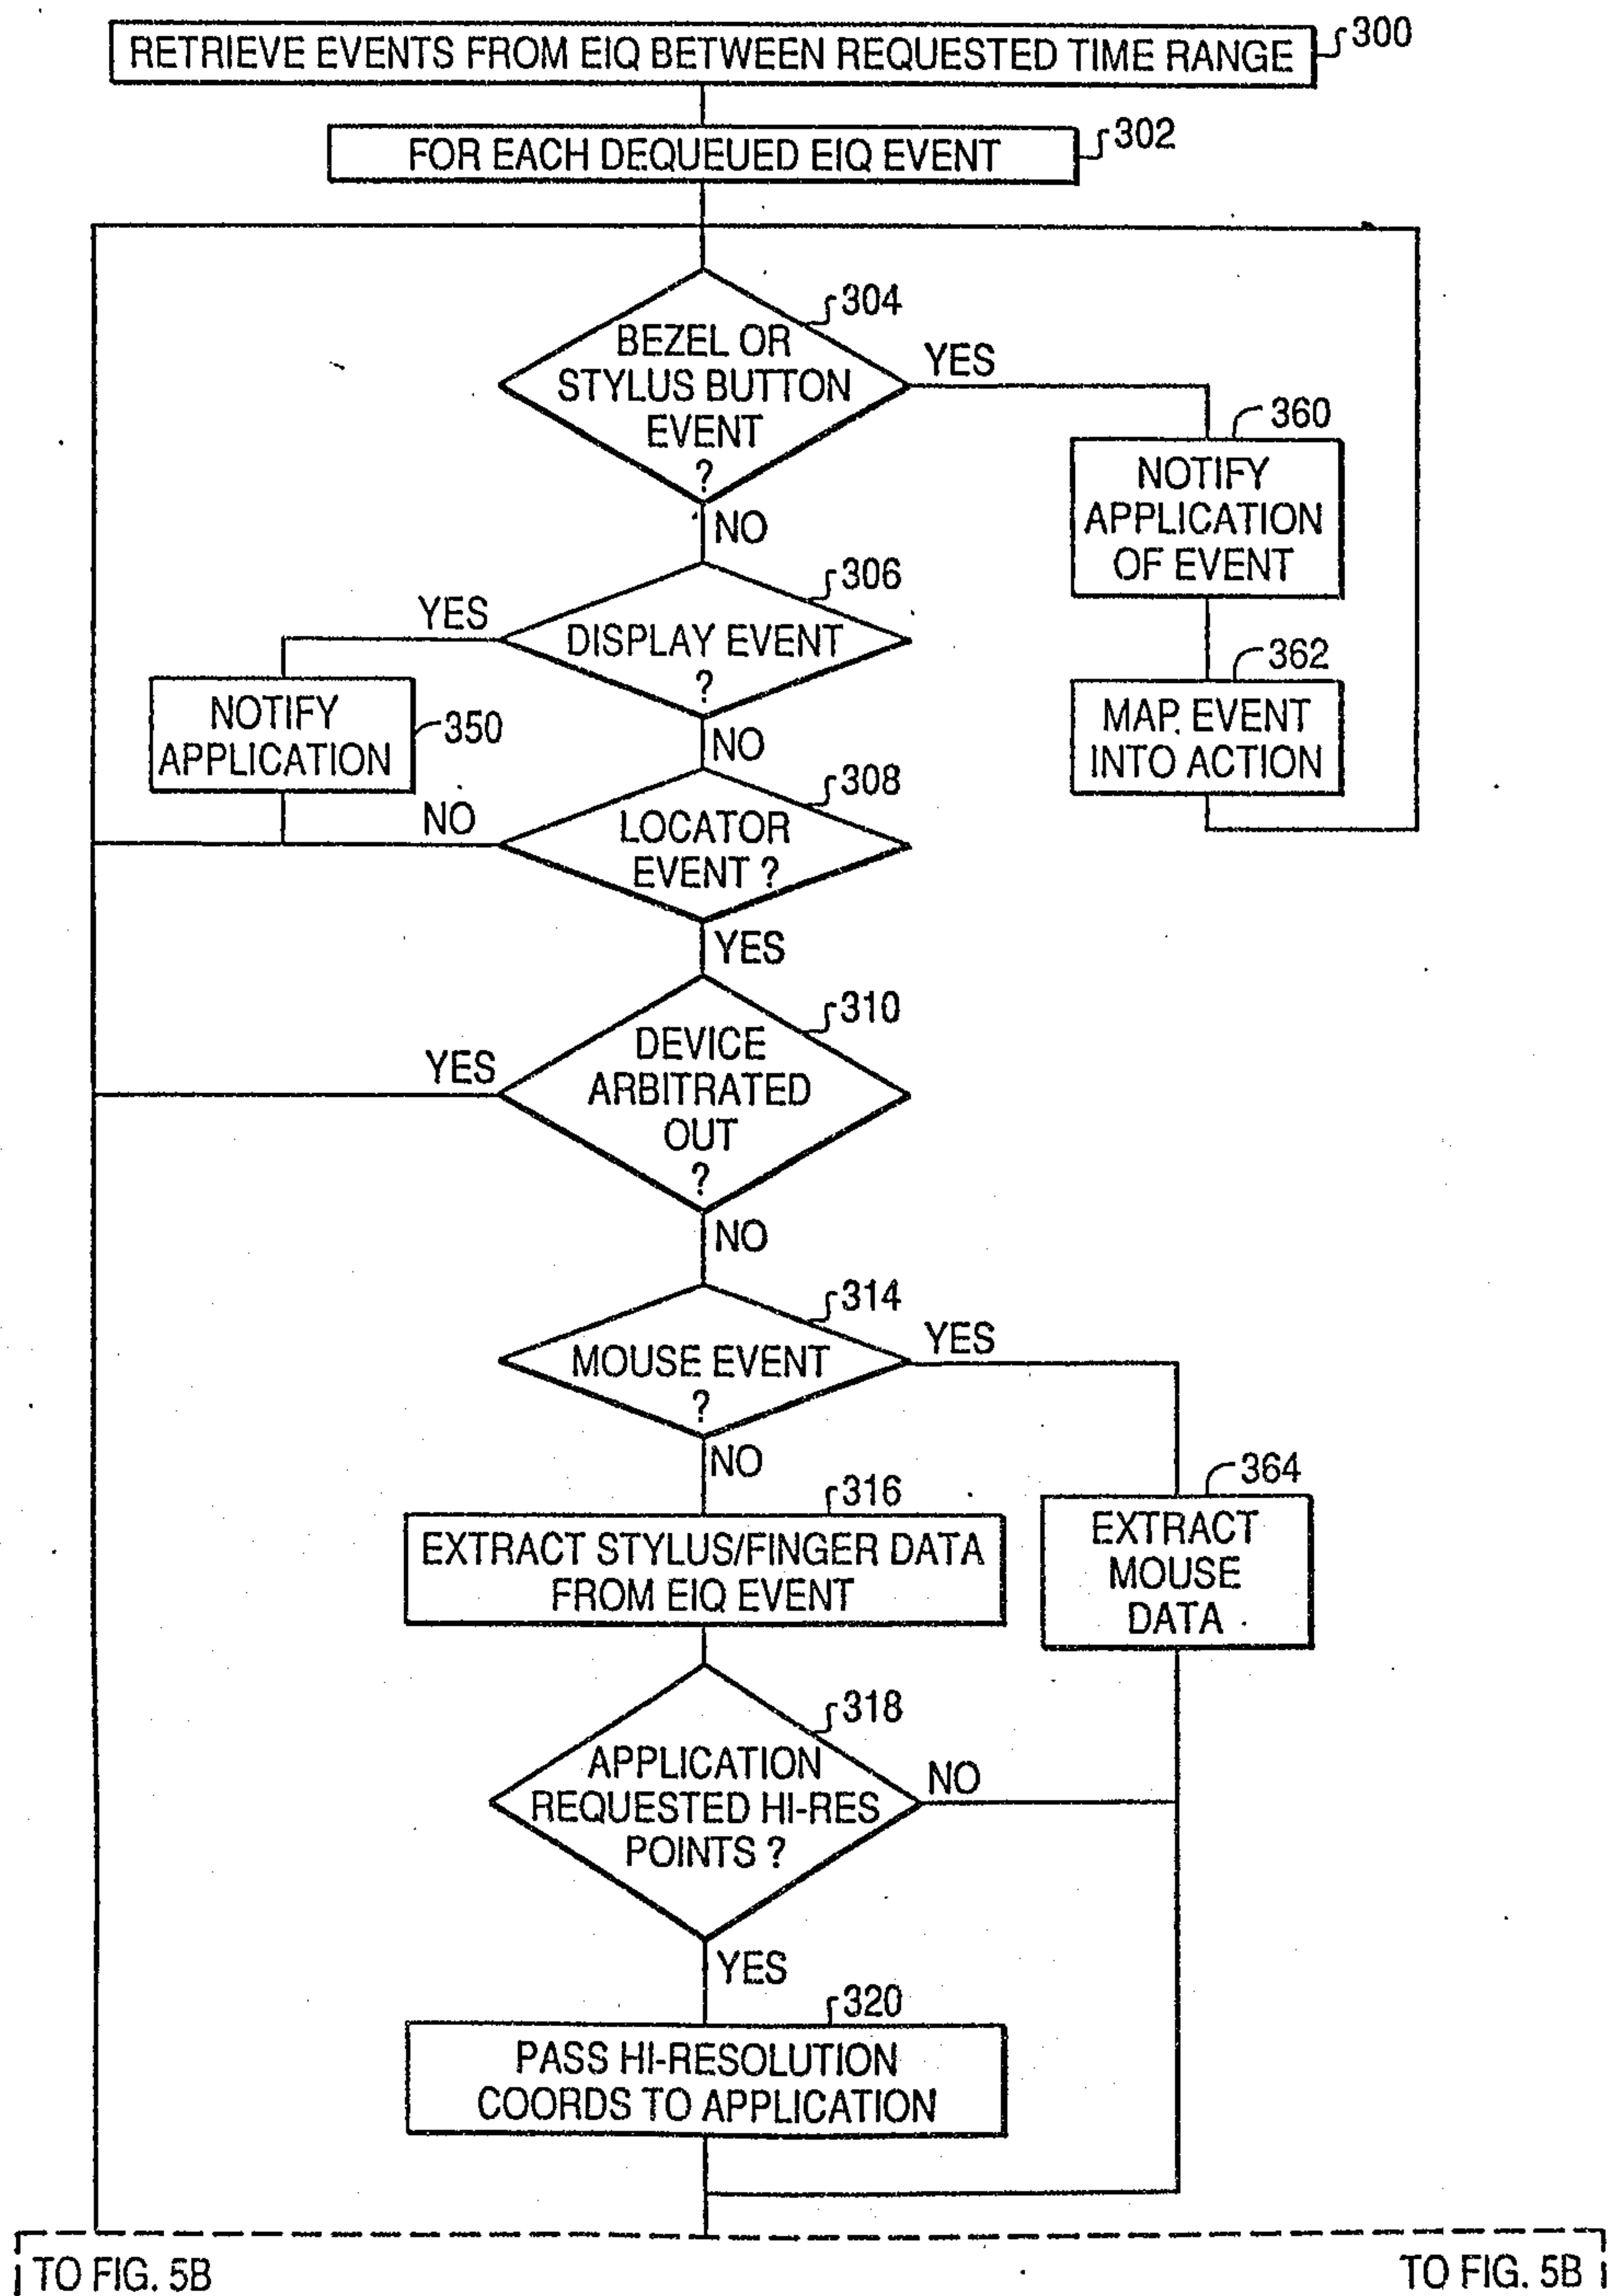 RETRIEVE EVENTS FROM EIQ BETWEEN REQUESTED TIME RANGE
300
FOR EACH DEQUEUED EIQ EVENT
302
304
BEZEL OR
STYLUS BUTTON
EVENT
?
YES
NO
360
NOTIFY
APPLICATION
OF EVENT
362
MAP EVENT
INTO ACTION
306
DISPLAY EVENT
?
YES
NO
NOTIFY
APPLICATION
350
308
LOCATOR
EVENT ?
NO
YES
310
DEVICE
ARBITRATED
OUT
?
YES
NO
314
MOUSE EVENT
?
YES
NO
316
EXTRACT STYLUS/FINGER DATA
FROM EIQ EVENT
364
EXTRACT
MOUSE
DATA
318
APPLICATION
REQUESTED HI-RES
POINTS ?
NO
YES
320
PASS HI-RESOLUTION
COORDS TO APPLICATION
TO FIG. 5B
TO FIG. 5B